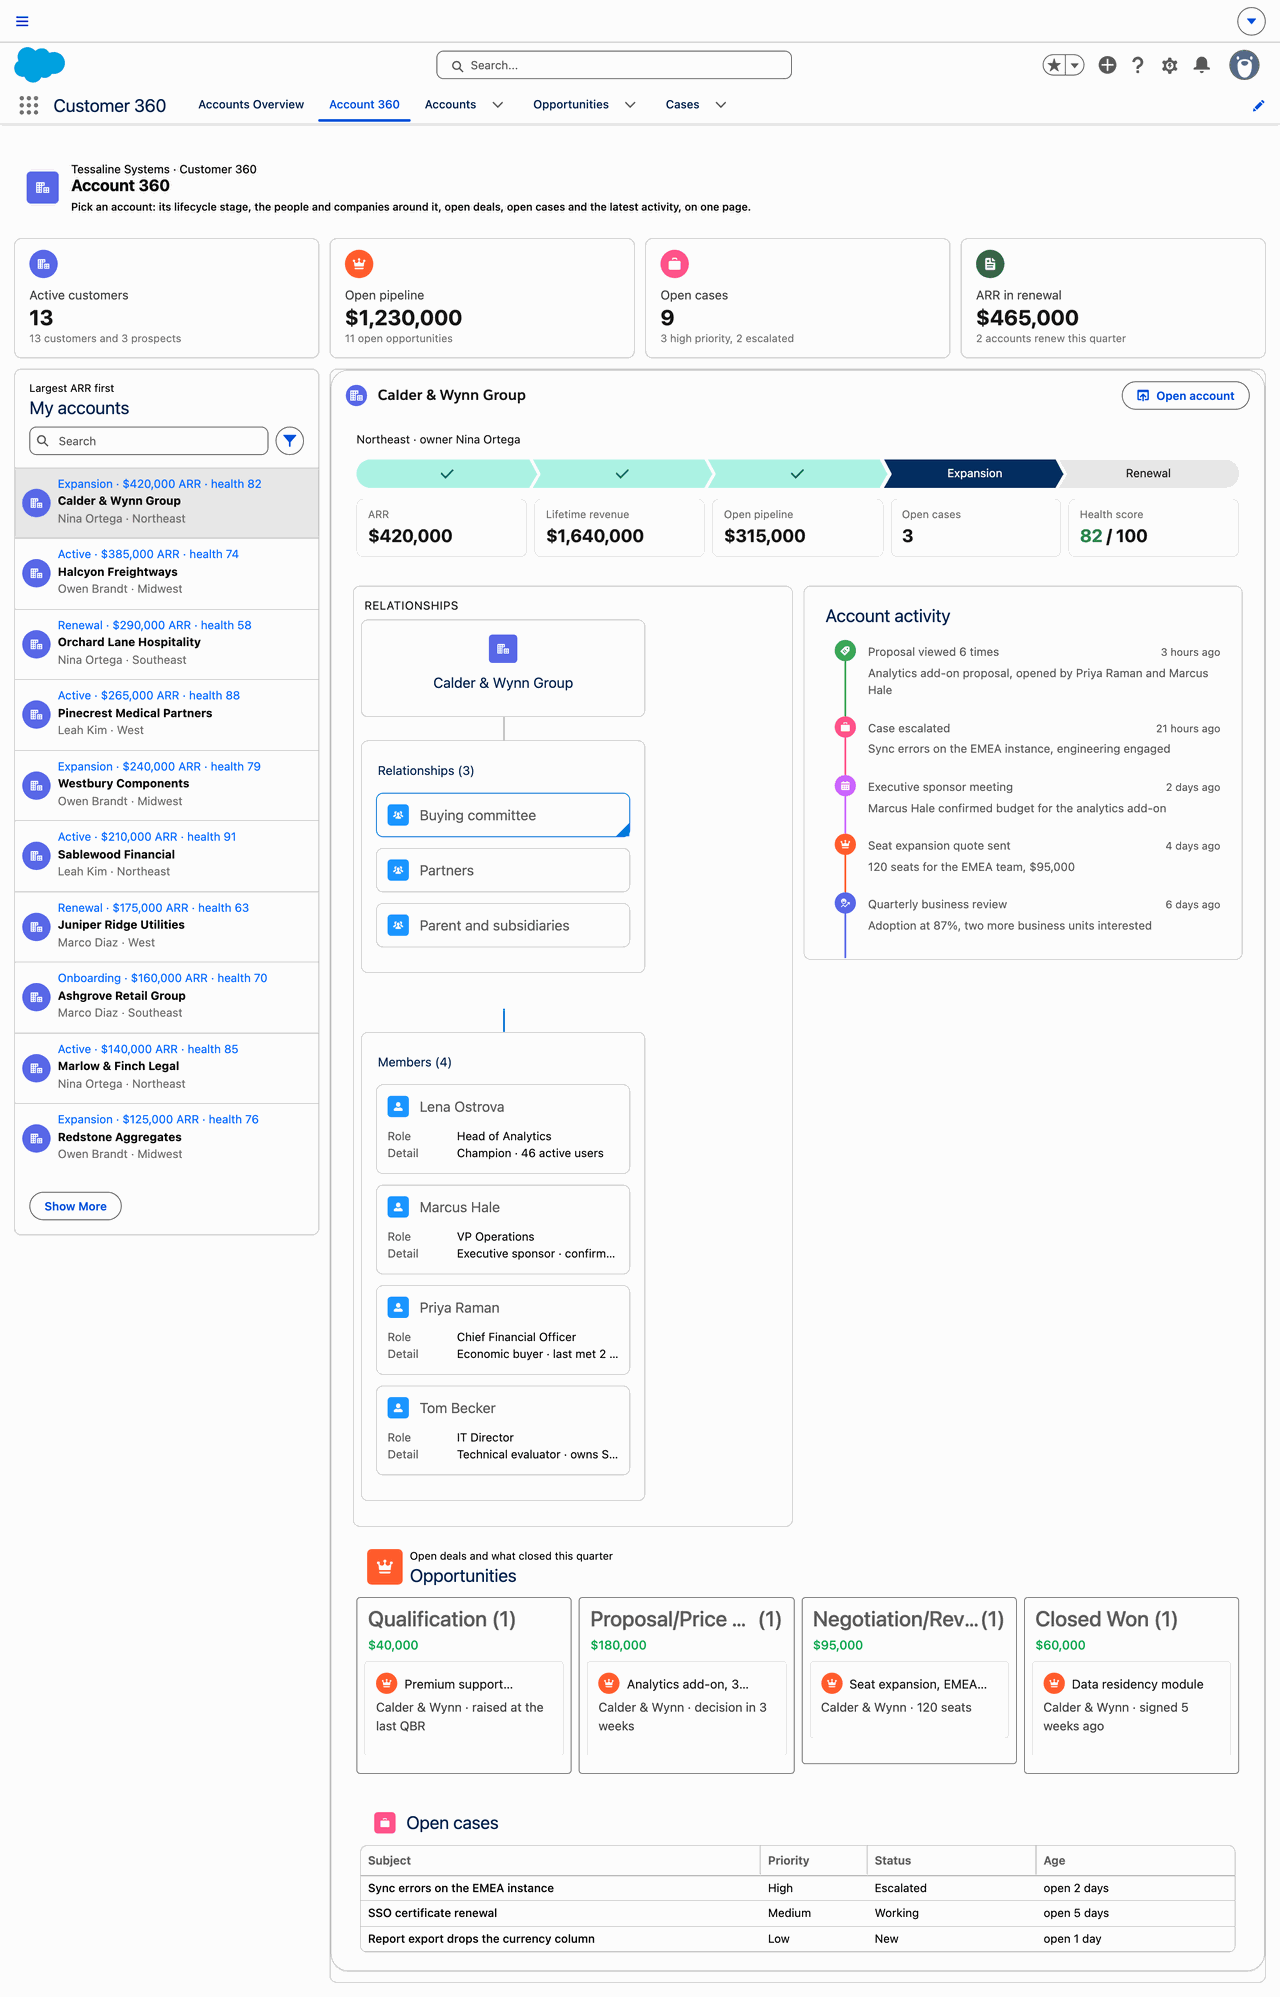 Search...
Customer 360
Accounts Overview
Account 360
Accounts
Opportunities
Cases
Tessaline Systems · Customer 360
Account 360
Pick an account: its lifecycle stage, the people and companies around it, open deals, open cases and the latest activity, on one page.
Active customers
13
13 customers and 3 prospects
Open pipeline
$1,230,000
11 open opportunities
Open cases
9
3 high priority, 2 escalated
ARR in renewal
$465,000
2 accounts renew this quarter
Largest ARR first
My accounts
Search
Expansion · $420,000 ARR · health 82
Calder & Wynn Group
Nina Ortega · Northeast
Active · $385,000 ARR · health 74
Halcyon Freightways
Owen Brandt · Midwest
Renewal · $290,000 ARR · health 58
Orchard Lane Hospitality
Nina Ortega · Southeast
Active · $265,000 ARR · health 88
Pinecrest Medical Partners
Leah Kim · West
Expansion · $240,000 ARR · health 79
Westbury Components
Owen Brandt · Midwest
Active · $210,000 ARR · health 91
Sablewood Financial
Leah Kim · Northeast
Renewal · $175,000 ARR · health 63
Juniper Ridge Utilities
Marco Diaz · West
Onboarding · $160,000 ARR · health 70
Ashgrove Retail Group
Marco Diaz · Southeast
Active · $140,000 ARR · health 85
Marlow & Finch Legal
Nina Ortega · Northeast
Expansion · $125,000 ARR · health 76
Redstone Aggregates
Owen Brandt · Midwest
Show More
Calder & Wynn Group
Open account
Northeast · owner Nina Ortega
Expansion
Renewal
ARR
$420,000
Lifetime revenue
$1,640,000
Open pipeline
$315,000
Open cases
3
Health score
82 / 100
RELATIONSHIPS
Calder & Wynn Group
Relationships (3)
Buying committee
Partners
Parent and subsidiaries
Members (4)
Lena Ostrova
Role Head of Analytics
Detail Champion · 46 active users
Marcus Hale
Role VP Operations
Detail Executive sponsor · confirm...
Priya Raman
Role Chief Financial Officer
Detail Economic buyer · last met 2 ...
Tom Becker
Role IT Director
Detail Technical evaluator · owns S...
Account activity
Proposal viewed 6 times 3 hours ago
Analytics add-on proposal, opened by Priya Raman and Marcus
Hale
Case escalated 21 hours ago
Sync errors on the EMEA instance, engineering engaged
Executive sponsor meeting 2 days ago
Marcus Hale confirmed budget for the analytics add-on
Seat expansion quote sent 4 days ago
120 seats for the EMEA team, $95,000
Quarterly business review 6 days ago
Adoption at 87%, two more business units interested
Open deals and what closed this quarter
Opportunities
Qualification (1)
$40,000
Premium support...
Calder & Wynn · raised at the
last QBR
Proposal/Price ... (1)
$180,000
Analytics add-on, 3...
Calder & Wynn · decision in 3
weeks
Negotiation/Rev...(1)
$95,000
Seat expansion, EMEA...
Calder & Wynn · 120 seats
Closed Won (1)
$60,000
Data residency module
Calder & Wynn · signed 5
weeks ago
Open cases
Subject Priority Status Age
Sync errors on the EMEA instance High Escalated open 2 days
SSO certificate renewal Medium Working open 5 days
Report export drops the currency column Low New open 1 day